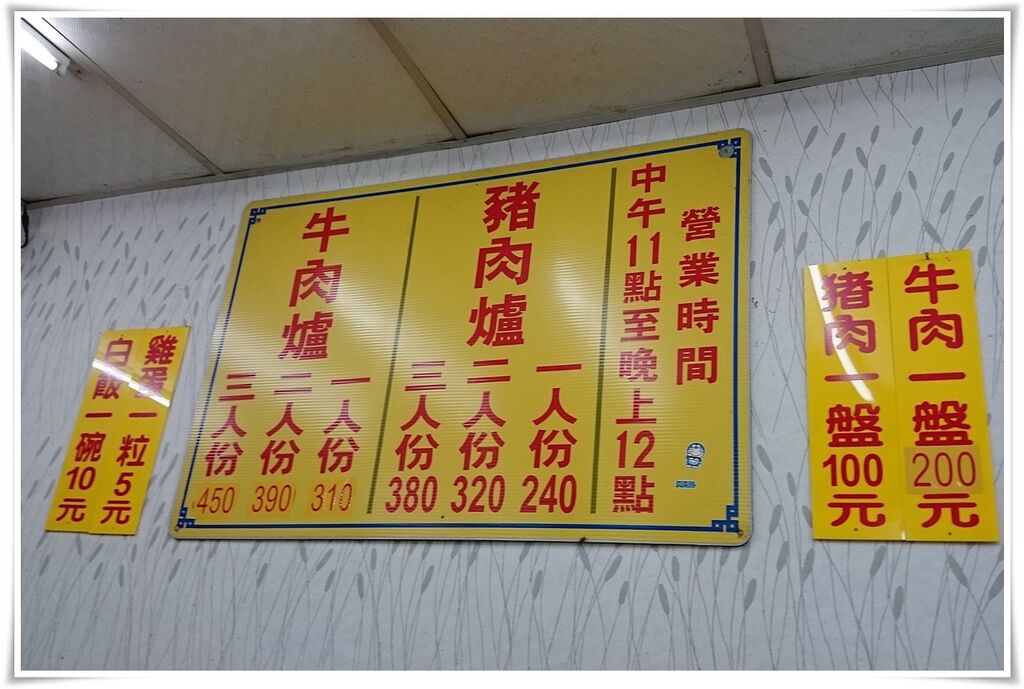 營業時間
中午11點至晚上12點
豬肉爐
一人份 240
二人份 320
三人份 380
牛肉爐
一人份 310
二人份 390
三人份 450
牛肉一盤200元
猪肉一盤100元
雞蛋一粒5元
白飯一碗10元